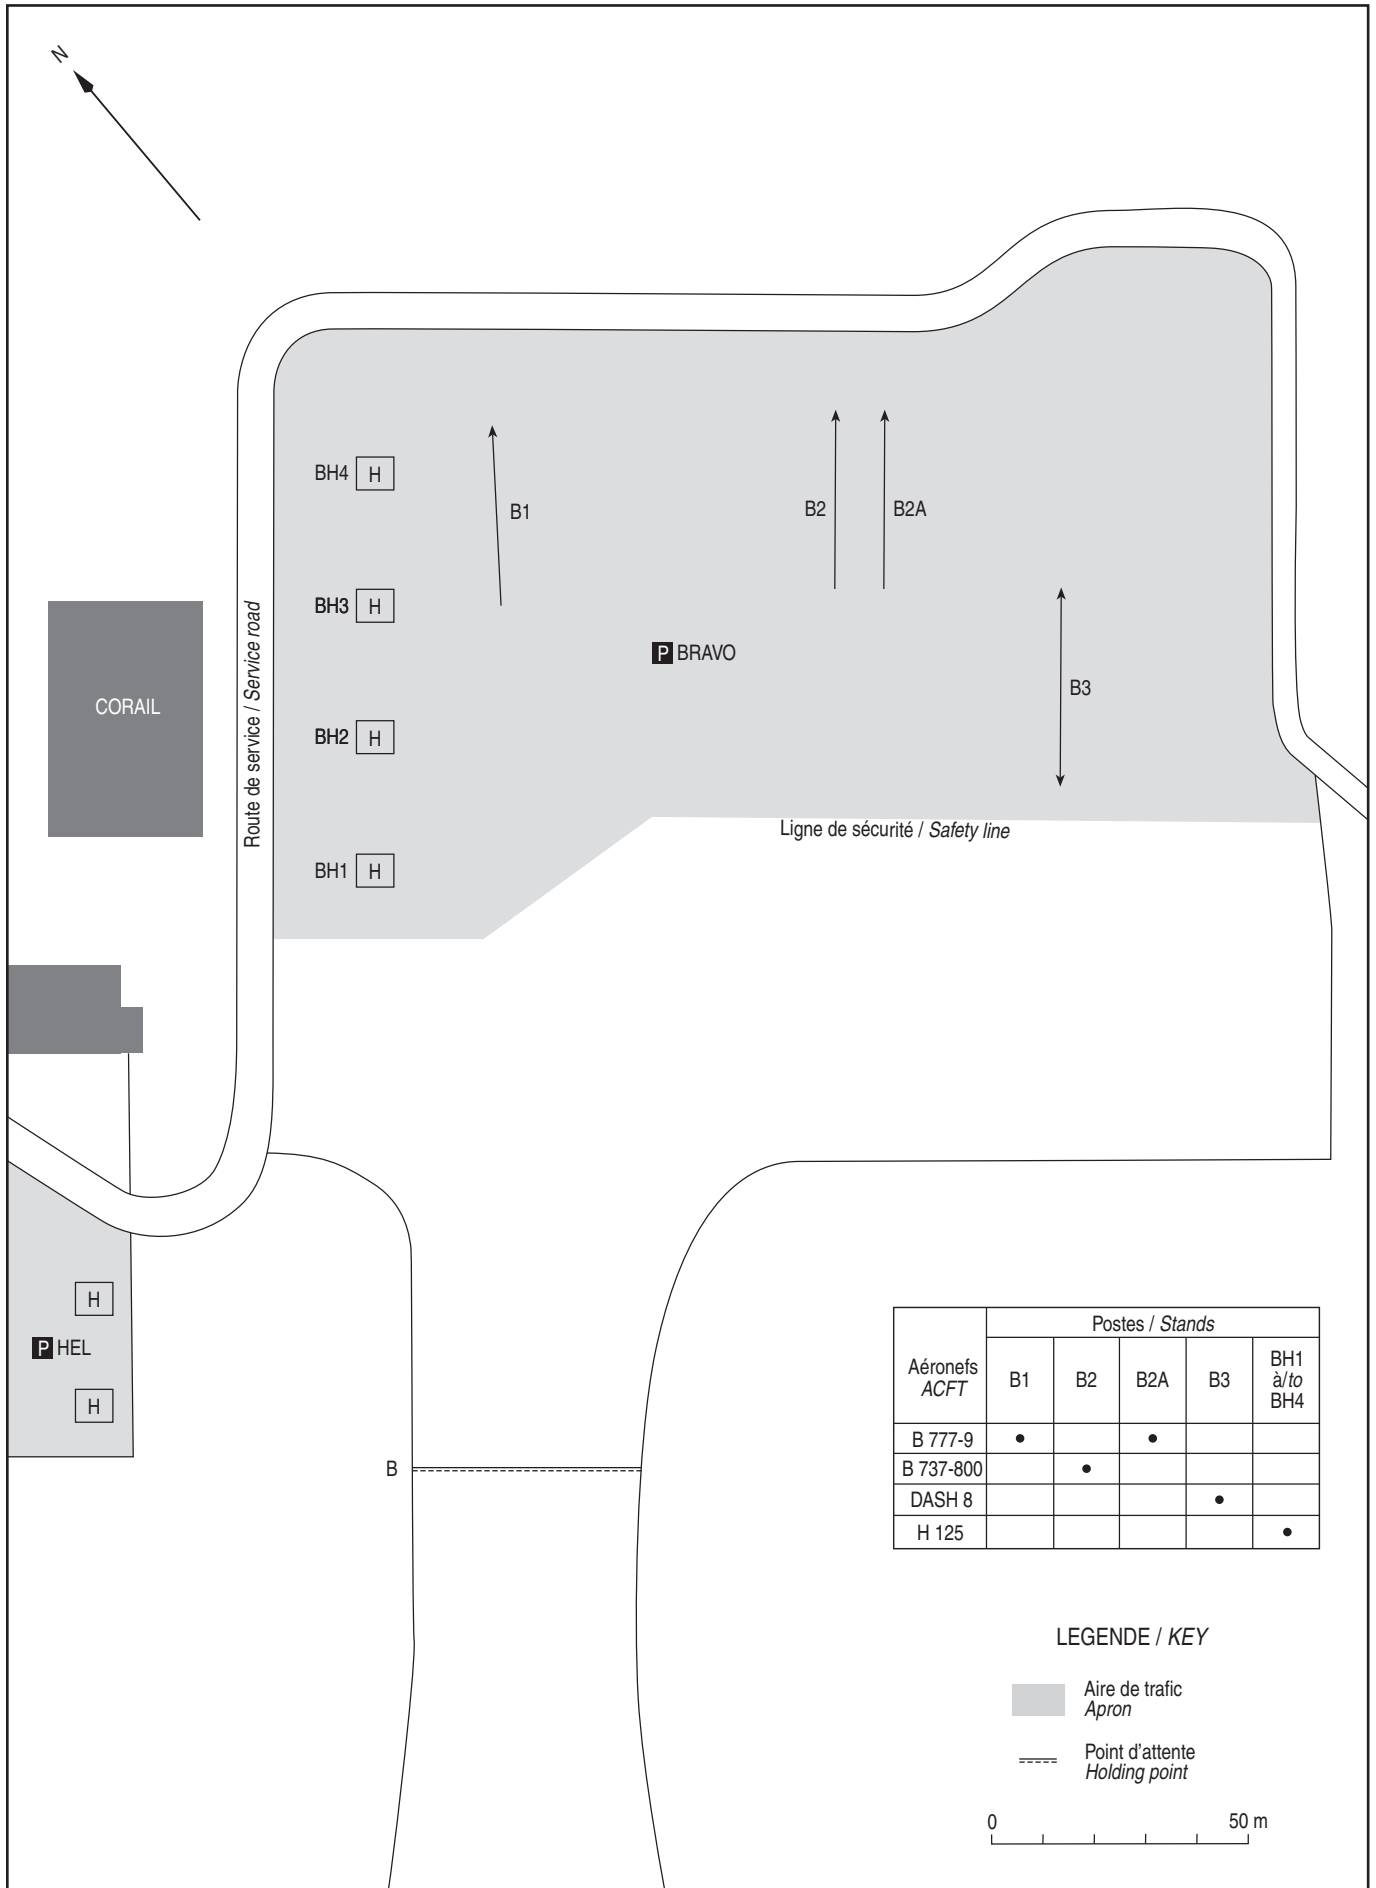 N
BH4 H
B1
B2
B2A
BH3 H
P BRAVO
B3
CORAIL
Route de service / Service road
BH2 H
Ligne de sécurité / Safety line
BH1 H
H
P HEL
H
B
Aéronefs
ACFT
Postes / Stands
B1 B2 B2A B3 BH1
à/to
BH4
B 777-9 • •
B 737-800 •
DASH 8 •
H 125 •
LEGENDE / KEY
Aire de trafic
Apron
Point d'attente
Holding point
0 50 m